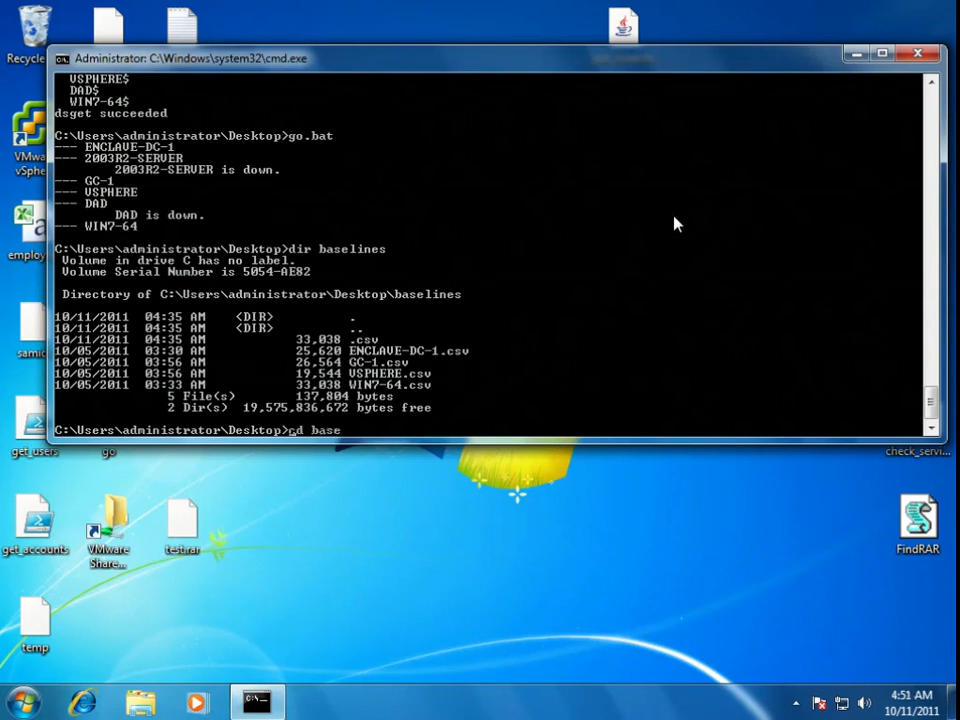 Recycle
Administrator: C:\Windows\system32\cmd.exe
VSPHERE$
DAD$
WIN7-64$
dsget succeeded
C:\Users\administrator\Desktop>go.bat
--- ENCLAVE-DC-1
--- 2003R2-SERVER
2003R2-SERVER is down.
--- GC-1
--- VSPHERE
--- DAD
DAD is down.
--- WIN7-64
C:\Users\administrator\Desktop>dir baselines
Volume in drive C has no label.
Volume Serial Number is 5054-AE82
Directory of C:\Users\administrator\Desktop\baselines
10/11/2011 04:35 AM <DIR> .
10/11/2011 04:35 AM <DIR> ..
10/11/2011 04:35 AM 33,038 .csv
10/05/2011 03:30 AM 25,620 ENCLAVE-DC-1.csv
10/05/2011 03:56 AM 26,564 GC-1.csv
10/05/2011 03:56 AM 19,544 VSPHERE.csv
10/05/2011 03:33 AM 33,038 WIN7-64.csv
5 File(s) 137,804 bytes
2 Dir(s) 19,575,836,672 bytes free
C:\Users\administrator\Desktop>cd base
VMwa
vSphe
employ
samic
get_users
go
check_servi...
get_accounts
VMware
Share...
test.rar
FindRAR
temp
4:51 AM
10/11/2011